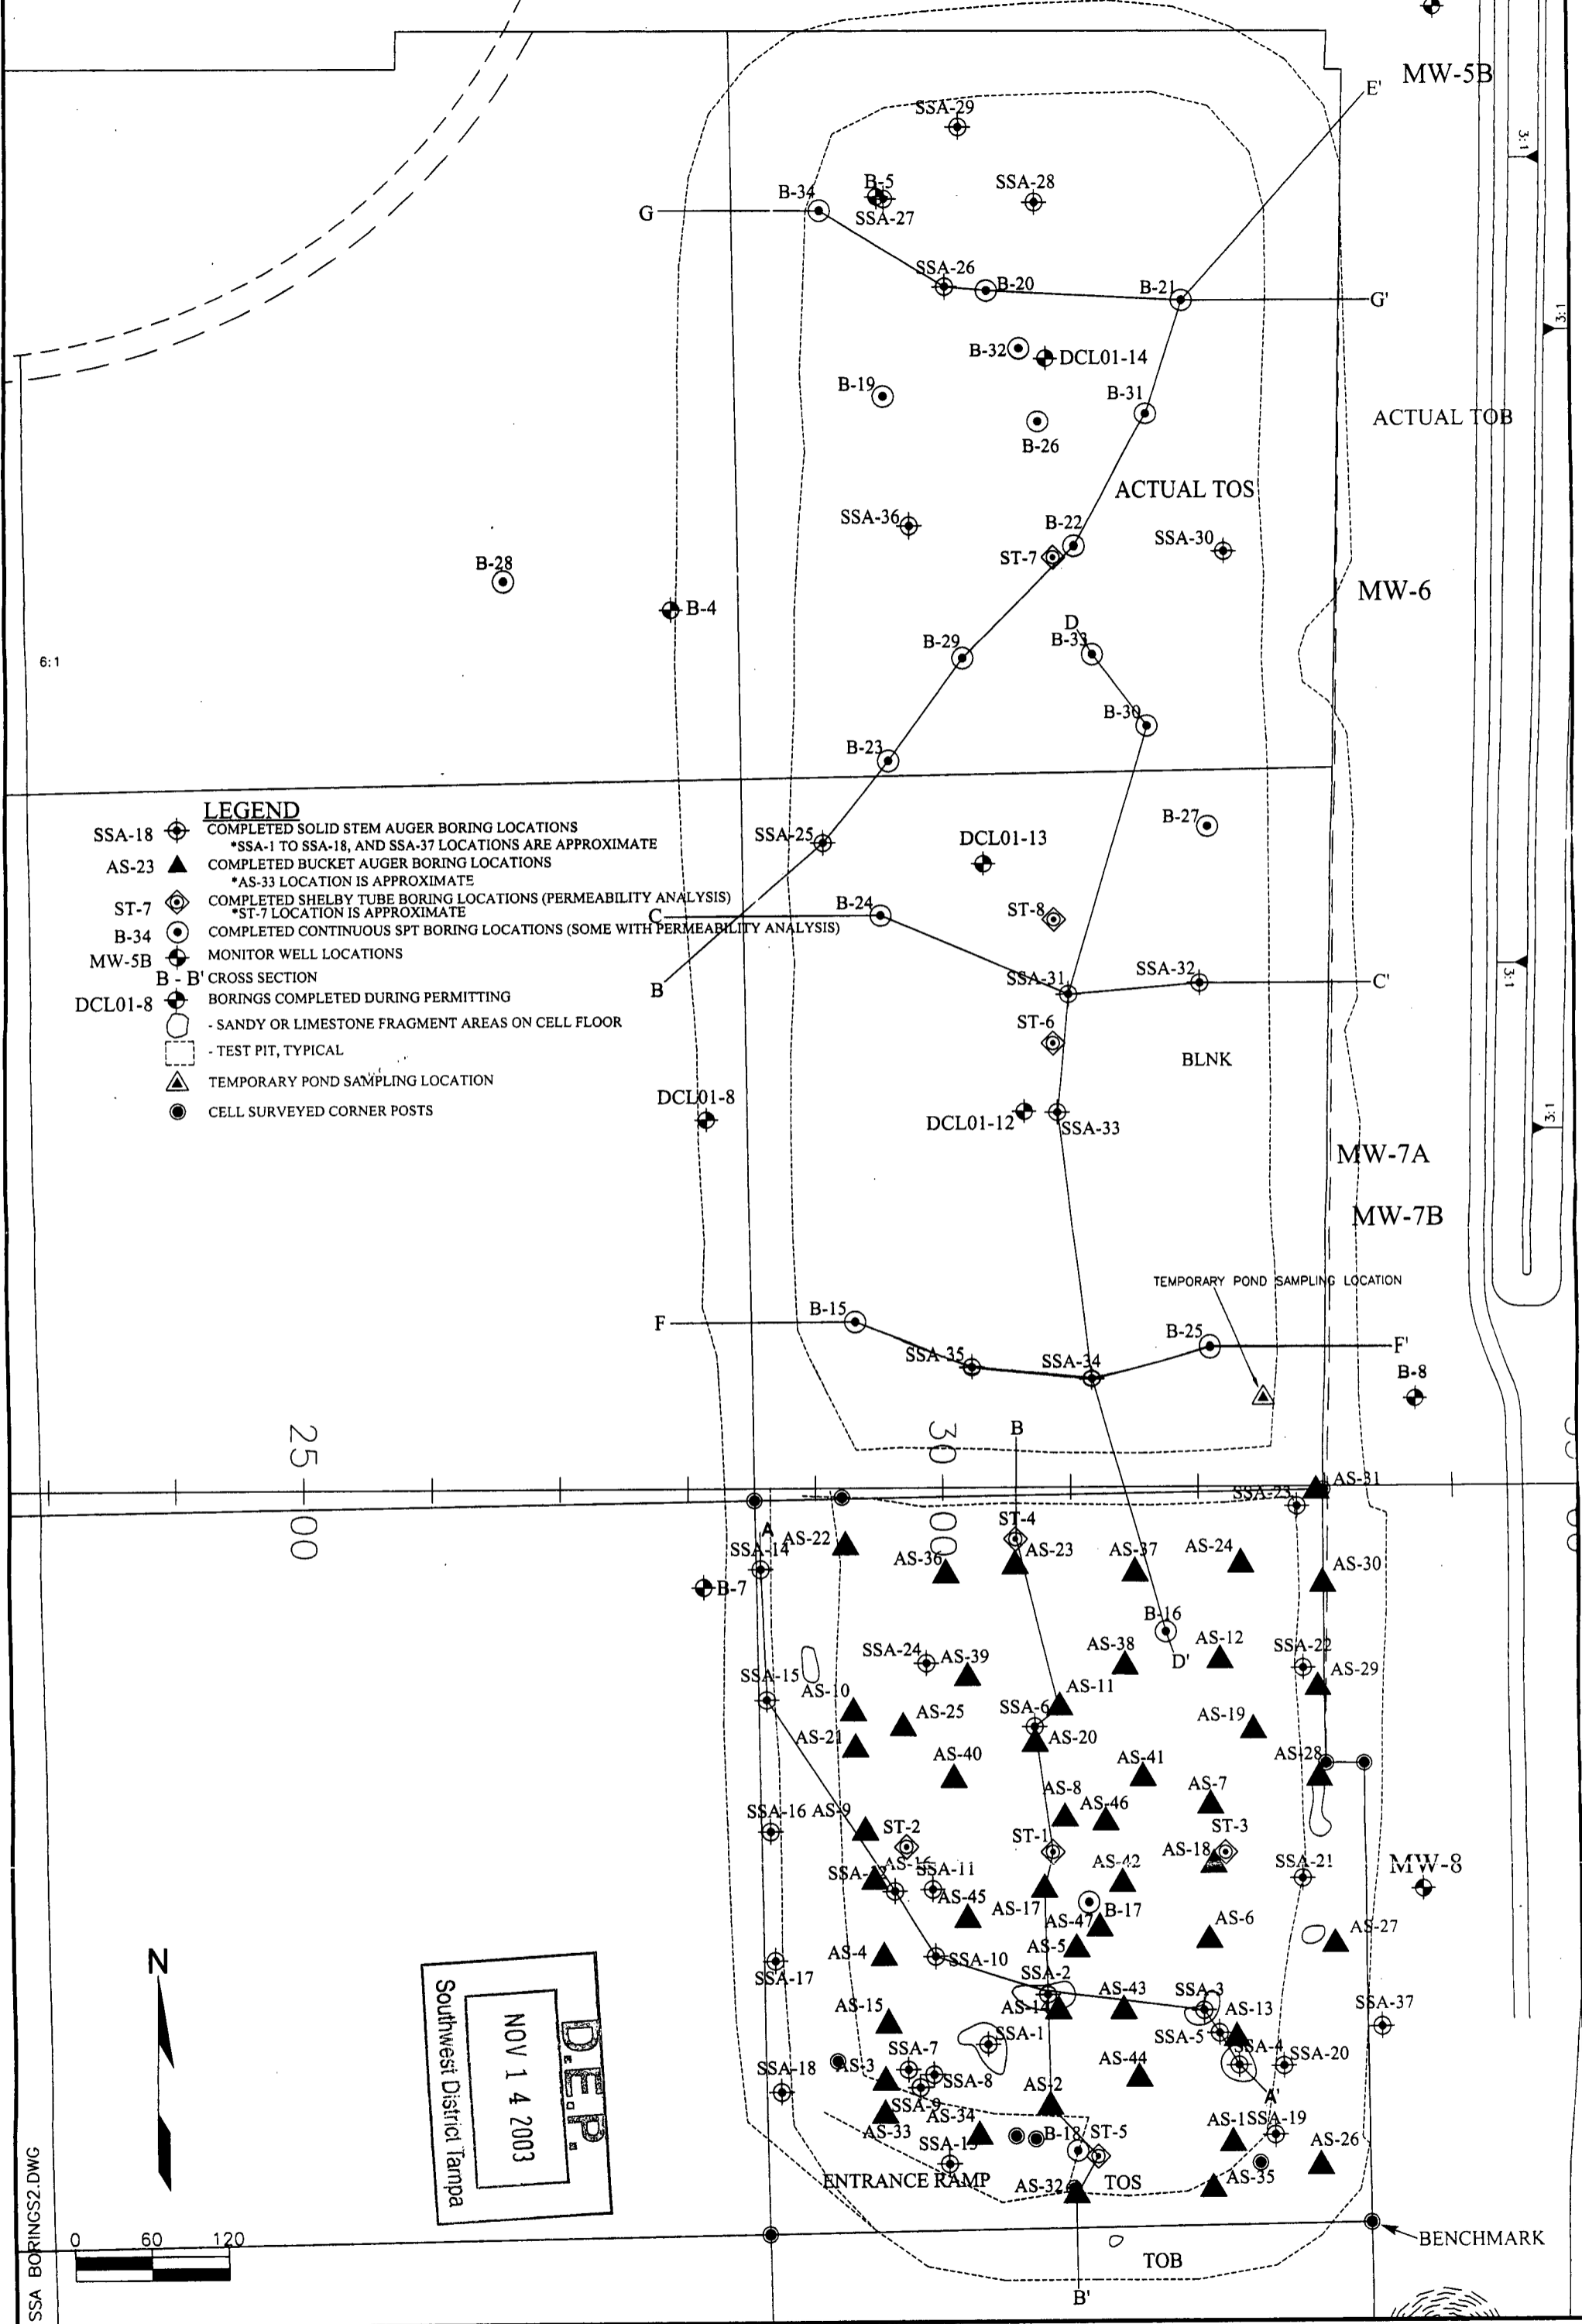 MW-5B
E'
3:1
SSA-29
B-5
SSA-28
B-34
G
SSA-27
SSA-26
B-20
B-21
G'
3:1
B-32
DCL01-14
B-19
B-31
ACTUAL TOB
B-26
ACTUAL TOS
SSA-36
B-22
SSA-30
ST-7
B-28
MW-6
B-4
D
B-33
B-29
6:1
B-30
B-23
LEGEND
SSA-18 COMPLETED SOLID STEM AUGER BORING LOCATIONS
*SSA-1 TO SSA-18, AND SSA-37 LOCATIONS ARE APPROXIMATE
AS-23 COMPLETED BUCKET AUGER BORING LOCATIONS
*AS-33 LOCATION IS APPROXIMATE
ST-7 COMPLETED SHELBY TUBE BORING LOCATIONS (PERMEABILITY ANALYSIS)
*ST-7 LOCATION IS APPROXIMATE
B-34 COMPLETED CONTINUOUS SPT BORING LOCATIONS (SOME WITH PERMEABILITY ANALYSIS)
MW-5B MONITOR WELL LOCATIONS
B - B' CROSS SECTION
DCL01-8 BORINGS COMPLETED DURING PERMITTING
- SANDY OR LIMESTONE FRAGMENT AREAS ON CELL FLOOR
- TEST PIT, TYPICAL
TEMPORARY POND SAMPLING LOCATION
CELL SURVEYED CORNER POSTS
SSA-25
DCL01-13
B-27
C
B-24
ST-8
B
SSA-31
SSA-32
C'
3:1
ST-6
BLNK
DCL01-8
DCL01-12
SSA-33
3:1
MW-7A
MW-7B
TEMPORARY POND SAMPLING LOCATION
F
B-15
B-25
F'
SSA-35
SSA-34
B-8
25
00
30
00
B
AS-31
SSA-23
A
SSA-14
AS-22
ST-4
AS-36
AS-23
AS-37
AS-24
AS-30
B-7
B-16
D'
SSA-24
AS-39
AS-38
AS-12
SSA-22
AS-29
SSA-15
AS-10
AS-25
SSA-6
AS-11
AS-19
AS-21
AS-20
AS-40
AS-41
AS-28
AS-8
AS-46
AS-7
SSA-16
AS-9
ST-2
ST-1
ST-3
AS-18
AS-16
SSA-12
SSA-11
AS-42
SSA-21
MW-8
AS-45
AS-17
B-17
AS-47
AS-6
AS-27
AS-4
SSA-10
AS-5
SSA-17
SSA-2
AS-43
SSA-3
AS-15
AS-14
AS-13
SSA-37
SSA-5
SSA-1
SSA-4
SSA-20
SSA-7
AS-3
SSA-18
SSA-8
AS-44
A'
SSA-9
AS-2
AS-33
AS-34
B-18
ST-5
AS-1
SSA-19
AS-26
SSA-13
ENTRANCE RAMP
AS-32
TOS
AS-35
BENCHMARK
TOB
B'
N
D.E.P.
NOV 14 2003
Southwest District Tampa
0 60 120
SSA BORINGS2.DWG